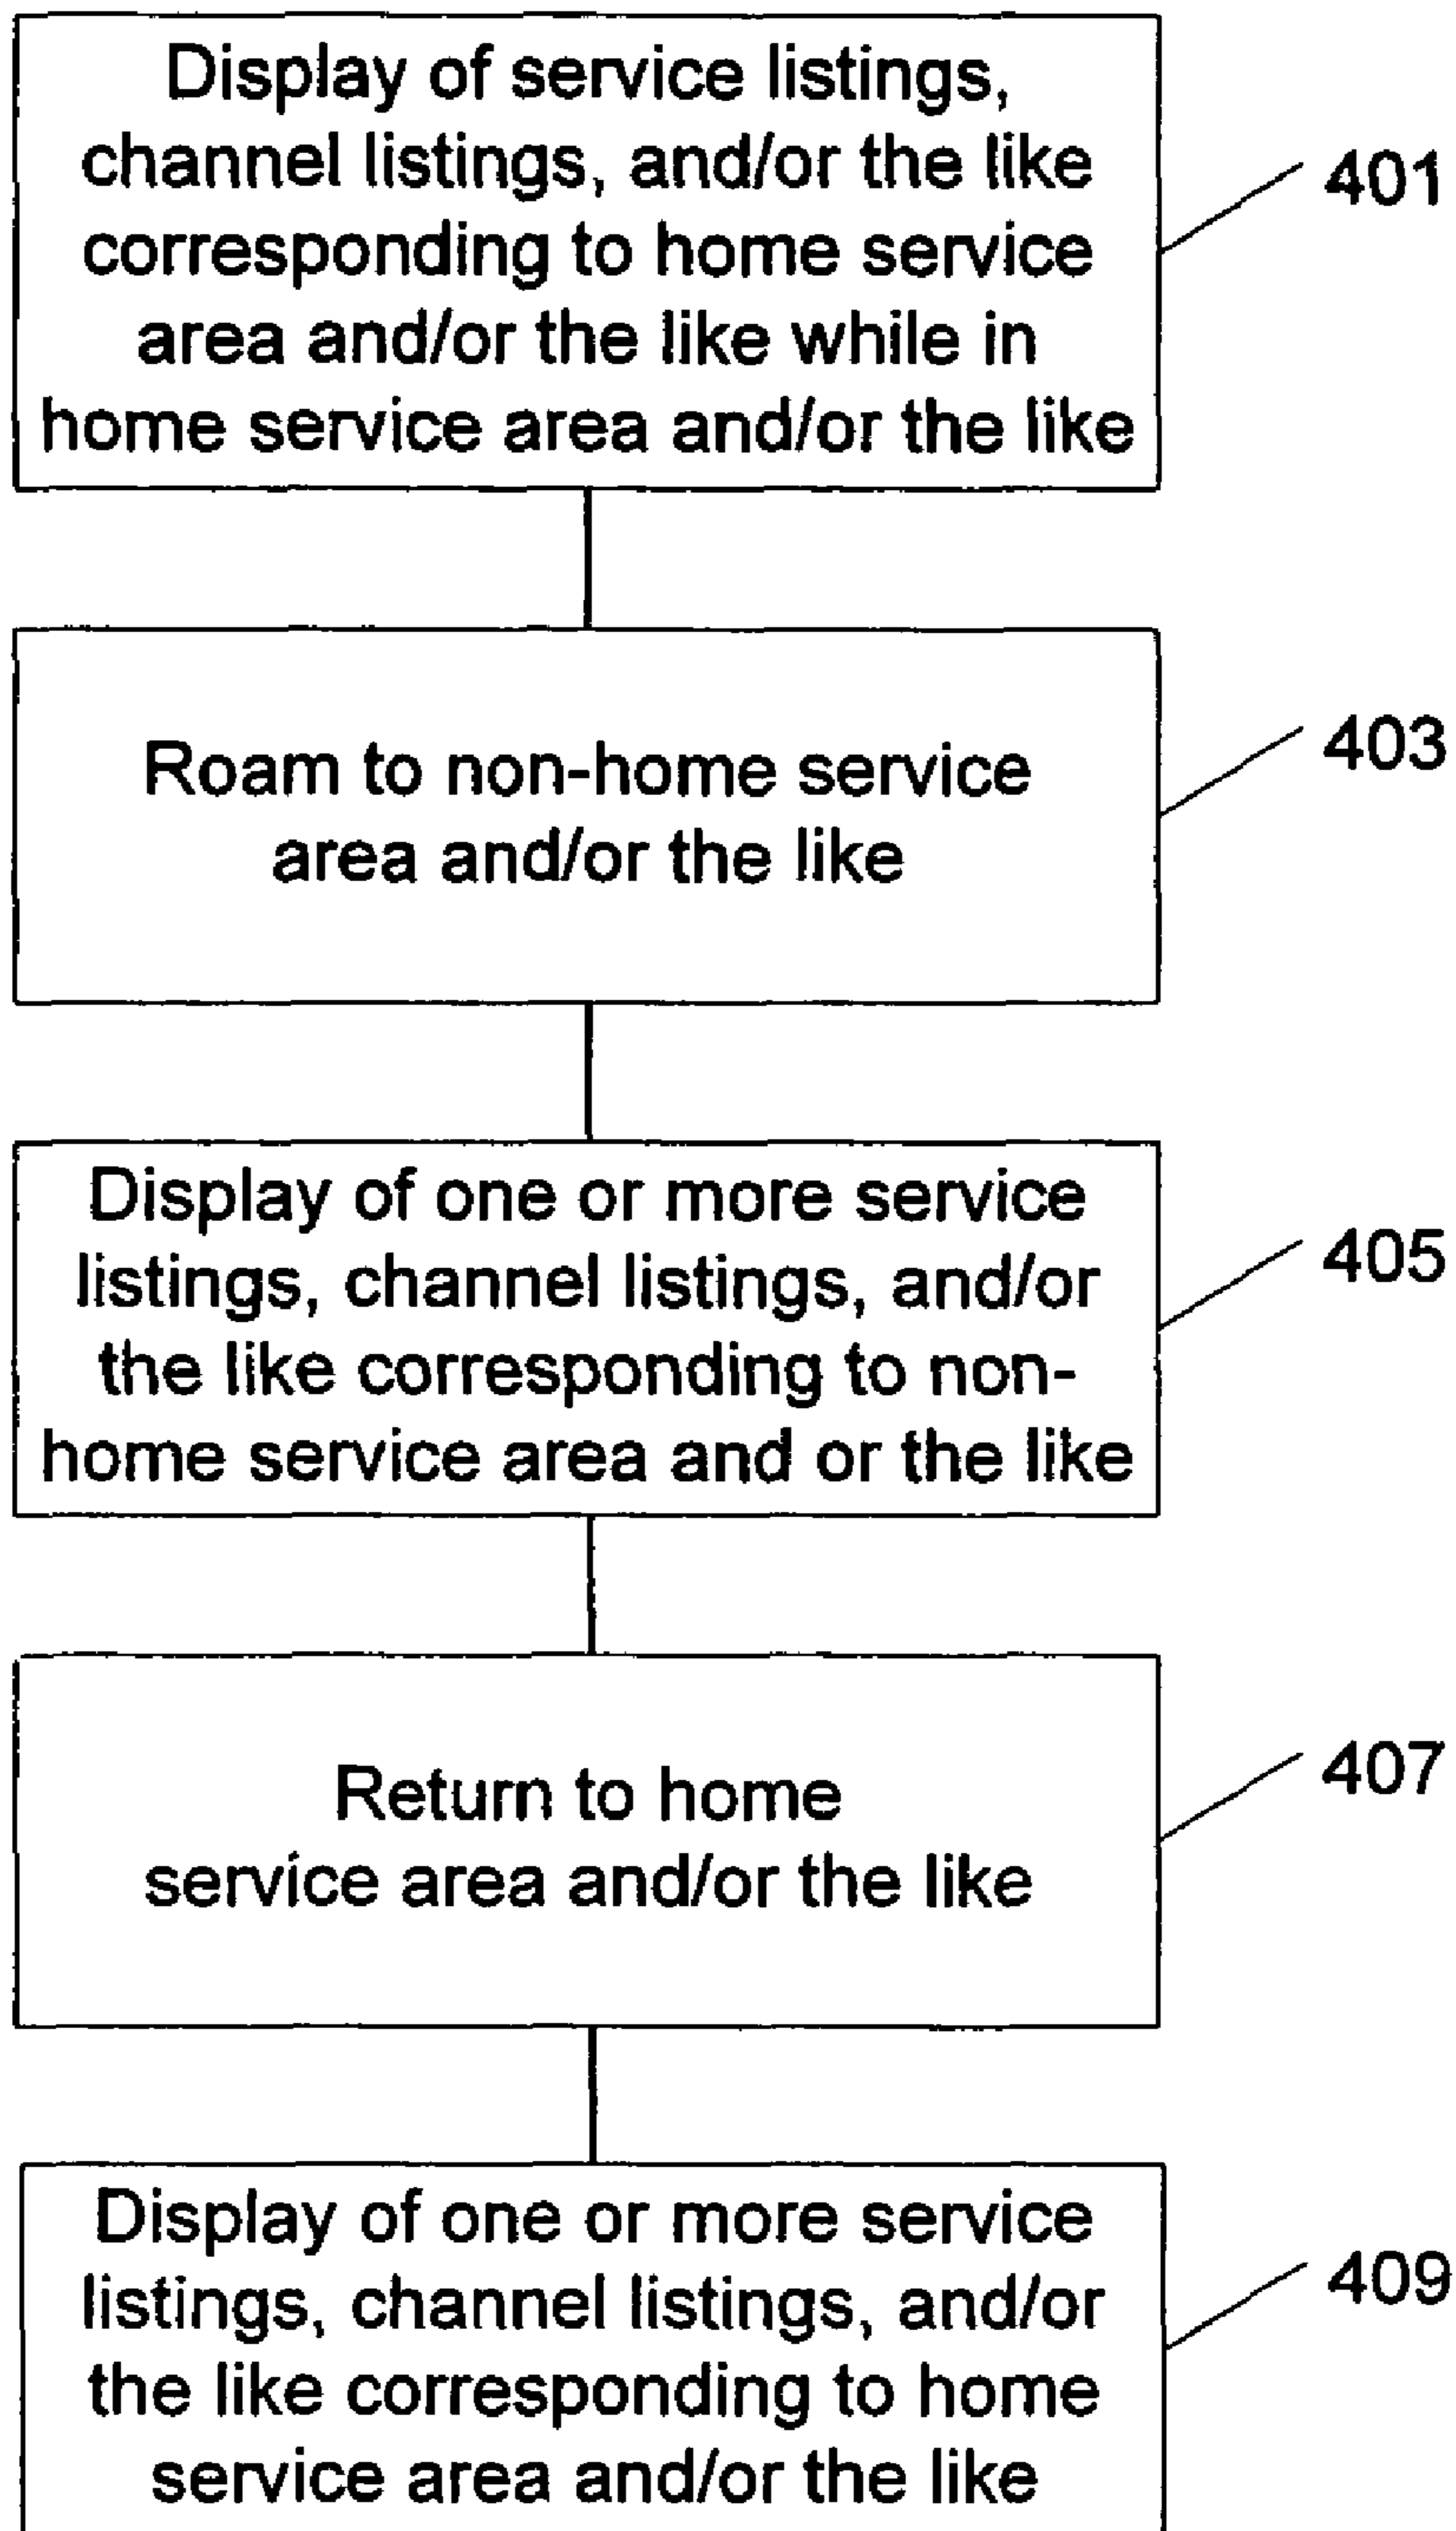 Display of service listings,
channel listings, and/or the like
corresponding to home service
area and/or the like while in
home service area and/or the like
401
Roam to non-home service
area and/or the like
403
Display of one or more service
listings, channel listings, and/or
the like corresponding to non-
home service area and or the like
405
Return to home
service area and/or the like
407
Display of one or more service
listings, channel listings, and/or
the like corresponding to home
service area and/or the like
409